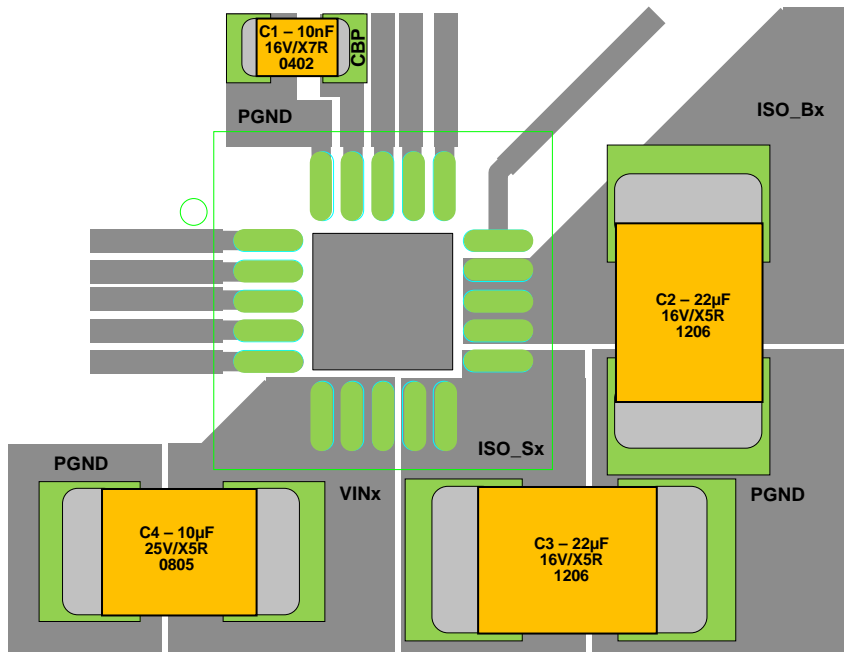 C1 – 10nF
16V/X7R
0402
CBP
PGND
ISO_Bx
C2 – 22µF
16V/X5R
1206
ISO_Sx
PGND
VINx
PGND
C4 – 10µF
25V/X5R
0805
C3 – 22µF
16V/X5R
1206